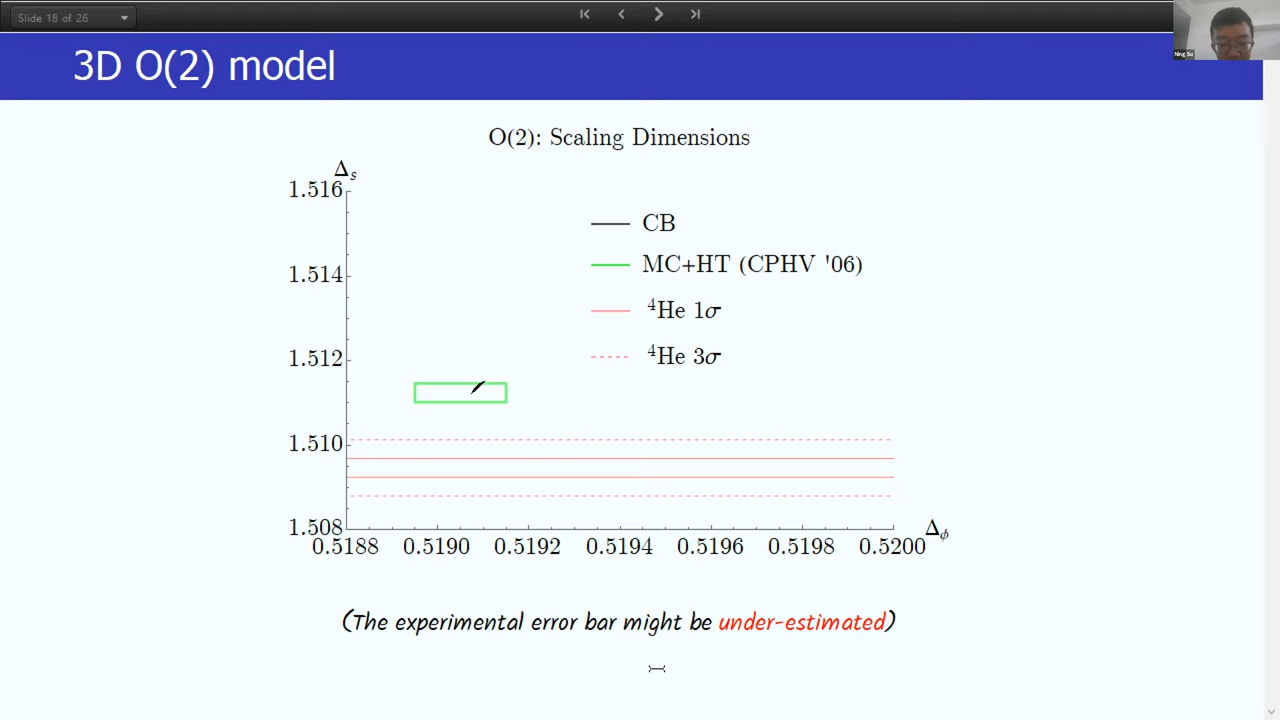 Slide 18 of 26
Ning Su
3D O(2) model
O(2): Scaling Dimensions
Δₛ
1.516
1.514
1.512
1.510
1.508
CB
MC+HT (CPHV '06)
⁴He 1σ
⁴He 3σ
0.5188 0.5190 0.5192 0.5194 0.5196 0.5198 0.5200
Δᵩ
(The experimental error bar might be under-estimated)